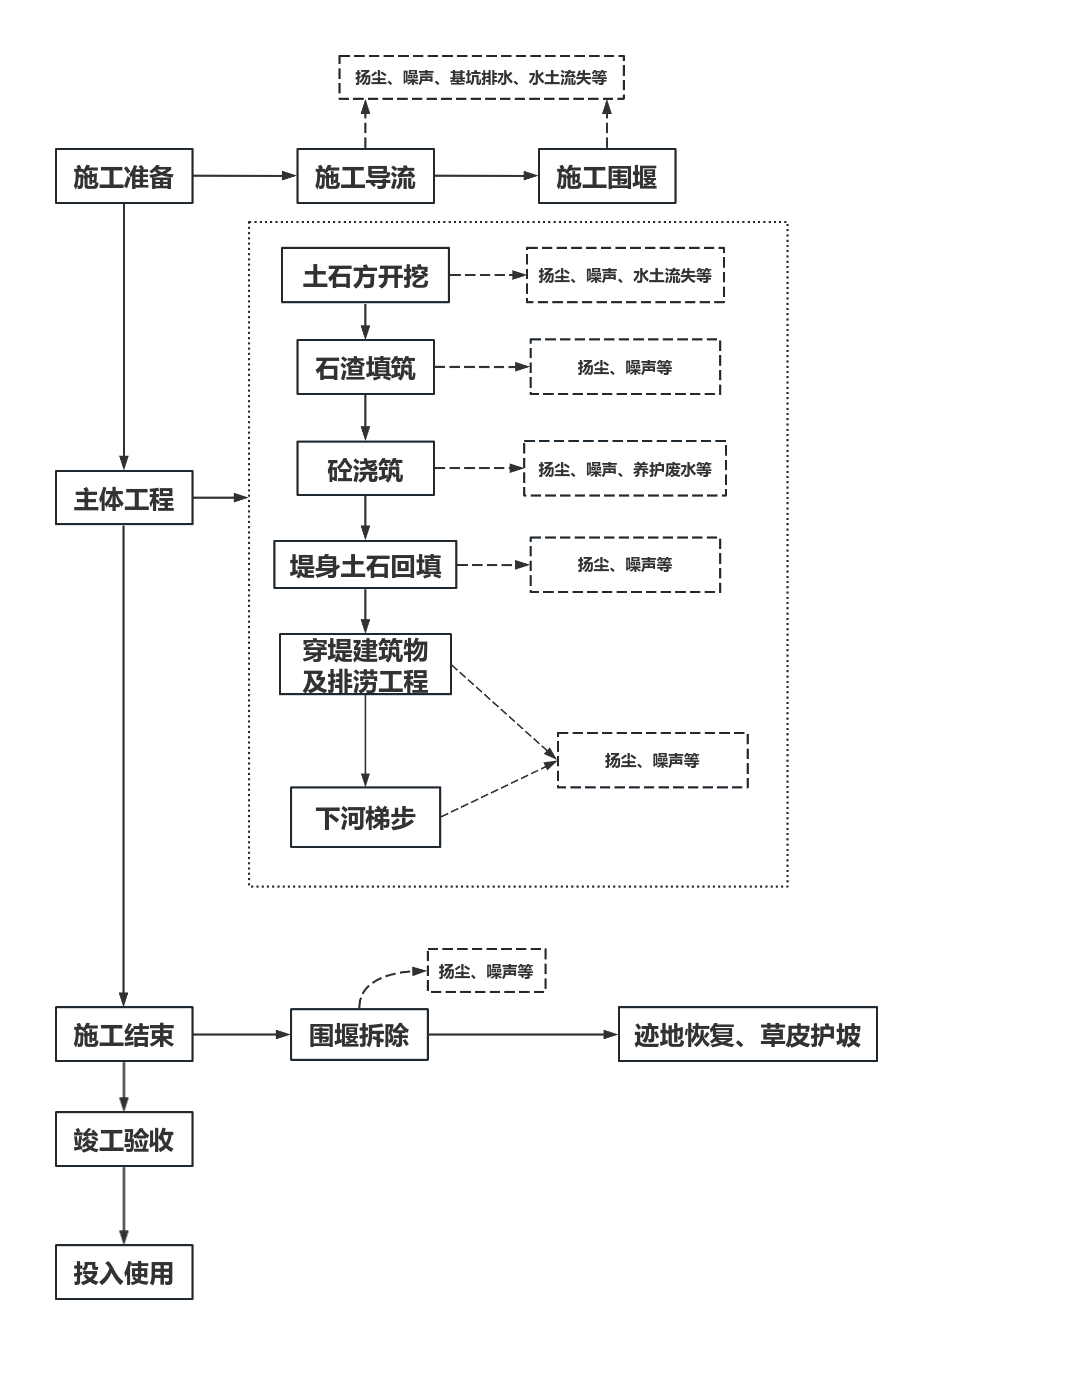 扬尘、噪声、基坑排水、水土流失等
施工准备
施工导流
施工围堰
土石方开挖
扬尘、噪声、水土流失等
石渣填筑
扬尘、噪声等
砼浇筑
扬尘、噪声、养护废水等
主体工程
堤身土石回填
扬尘、噪声等
穿堤建筑物
及排涝工程
扬尘、噪声等
下河梯步
扬尘、噪声等
施工结束
围堰拆除
迹地恢复、草皮护坡
竣工验收
投入使用